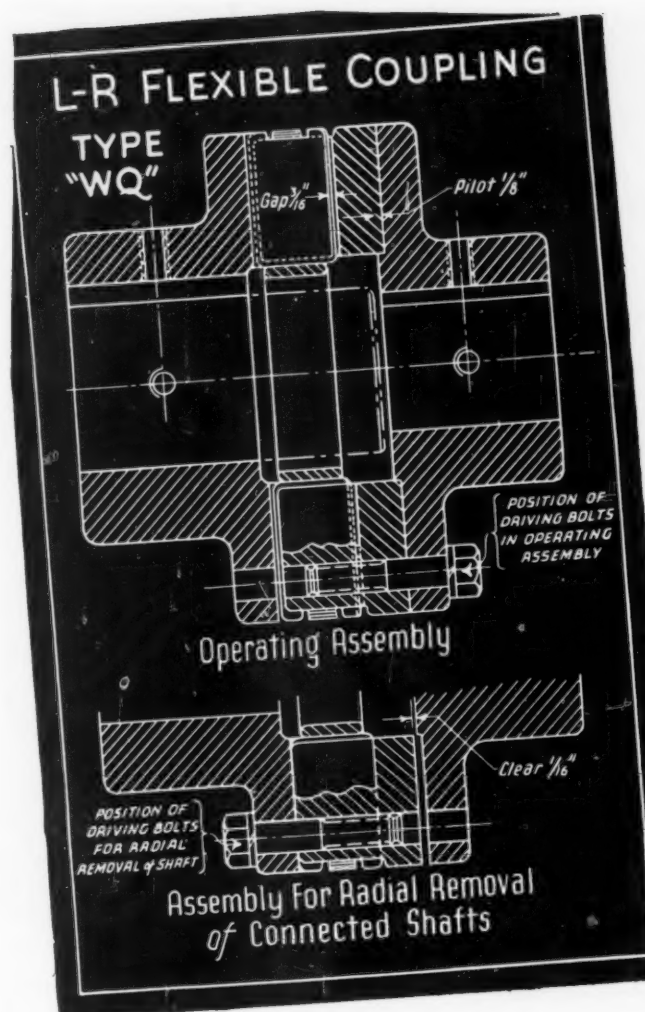 L-R FLEXIBLE COUPLING
TYPE
"WQ"
Gap 3/16"
Pilot 1/8"
POSITION OF
DRIVING BOLTS
IN OPERATING
ASSEMBLY
Operating Assembly
Clear 1/16"
POSITION OF
DRIVING BOLTS
FOR RADIAL
REMOVAL of SHAFT
Assembly For Radial Removal
of Connected Shafts